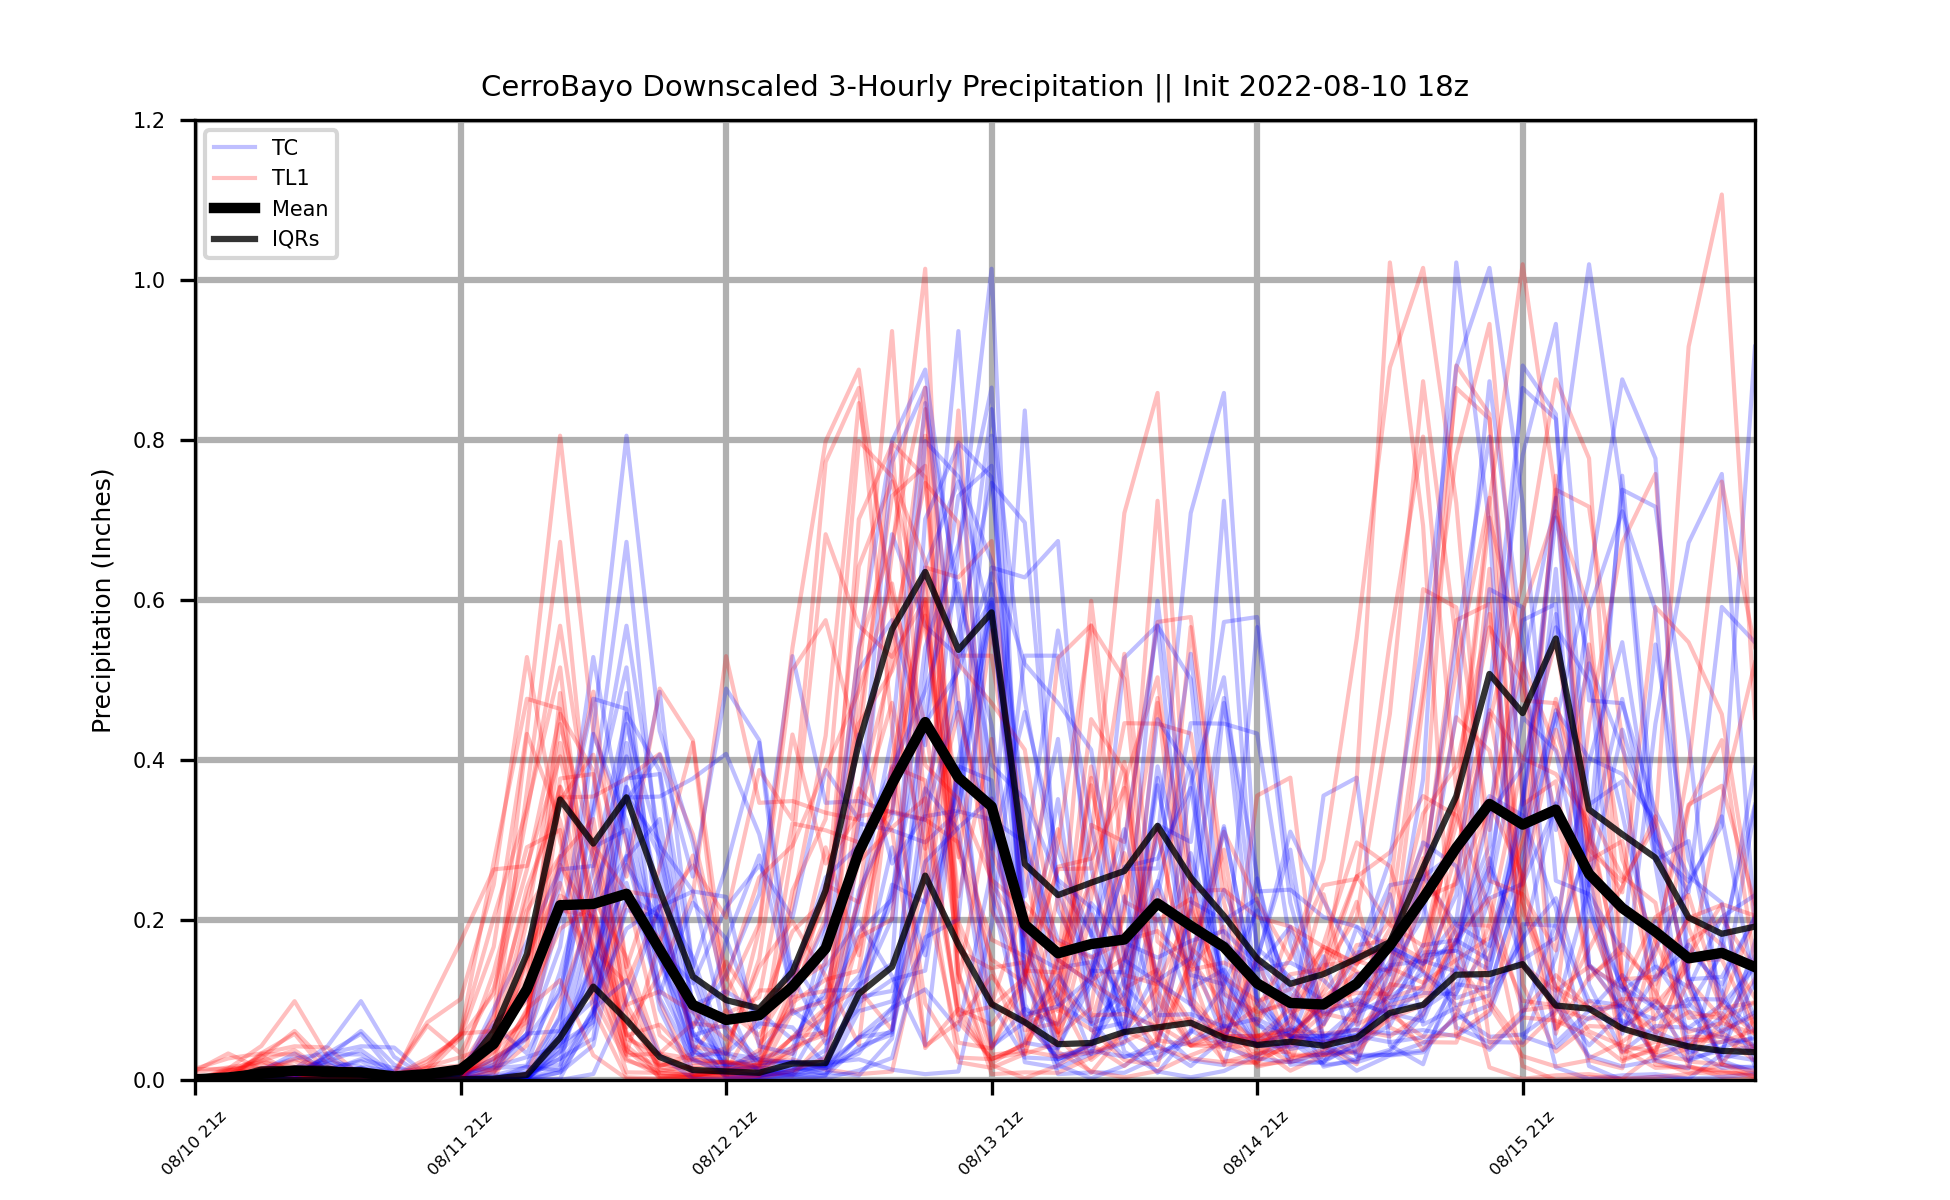 CerroBayo Downscaled 3-Hourly Precipitation || Init 2022-08-10 18z
Precipitation (Inches)
1.2
1.0
0.8
0.6
0.4
0.2
0.0
TC
TL1
Mean
IQRs
08/10 21z
08/11 21z
08/12 21z
08/13 21z
08/14 21z
08/15 21z